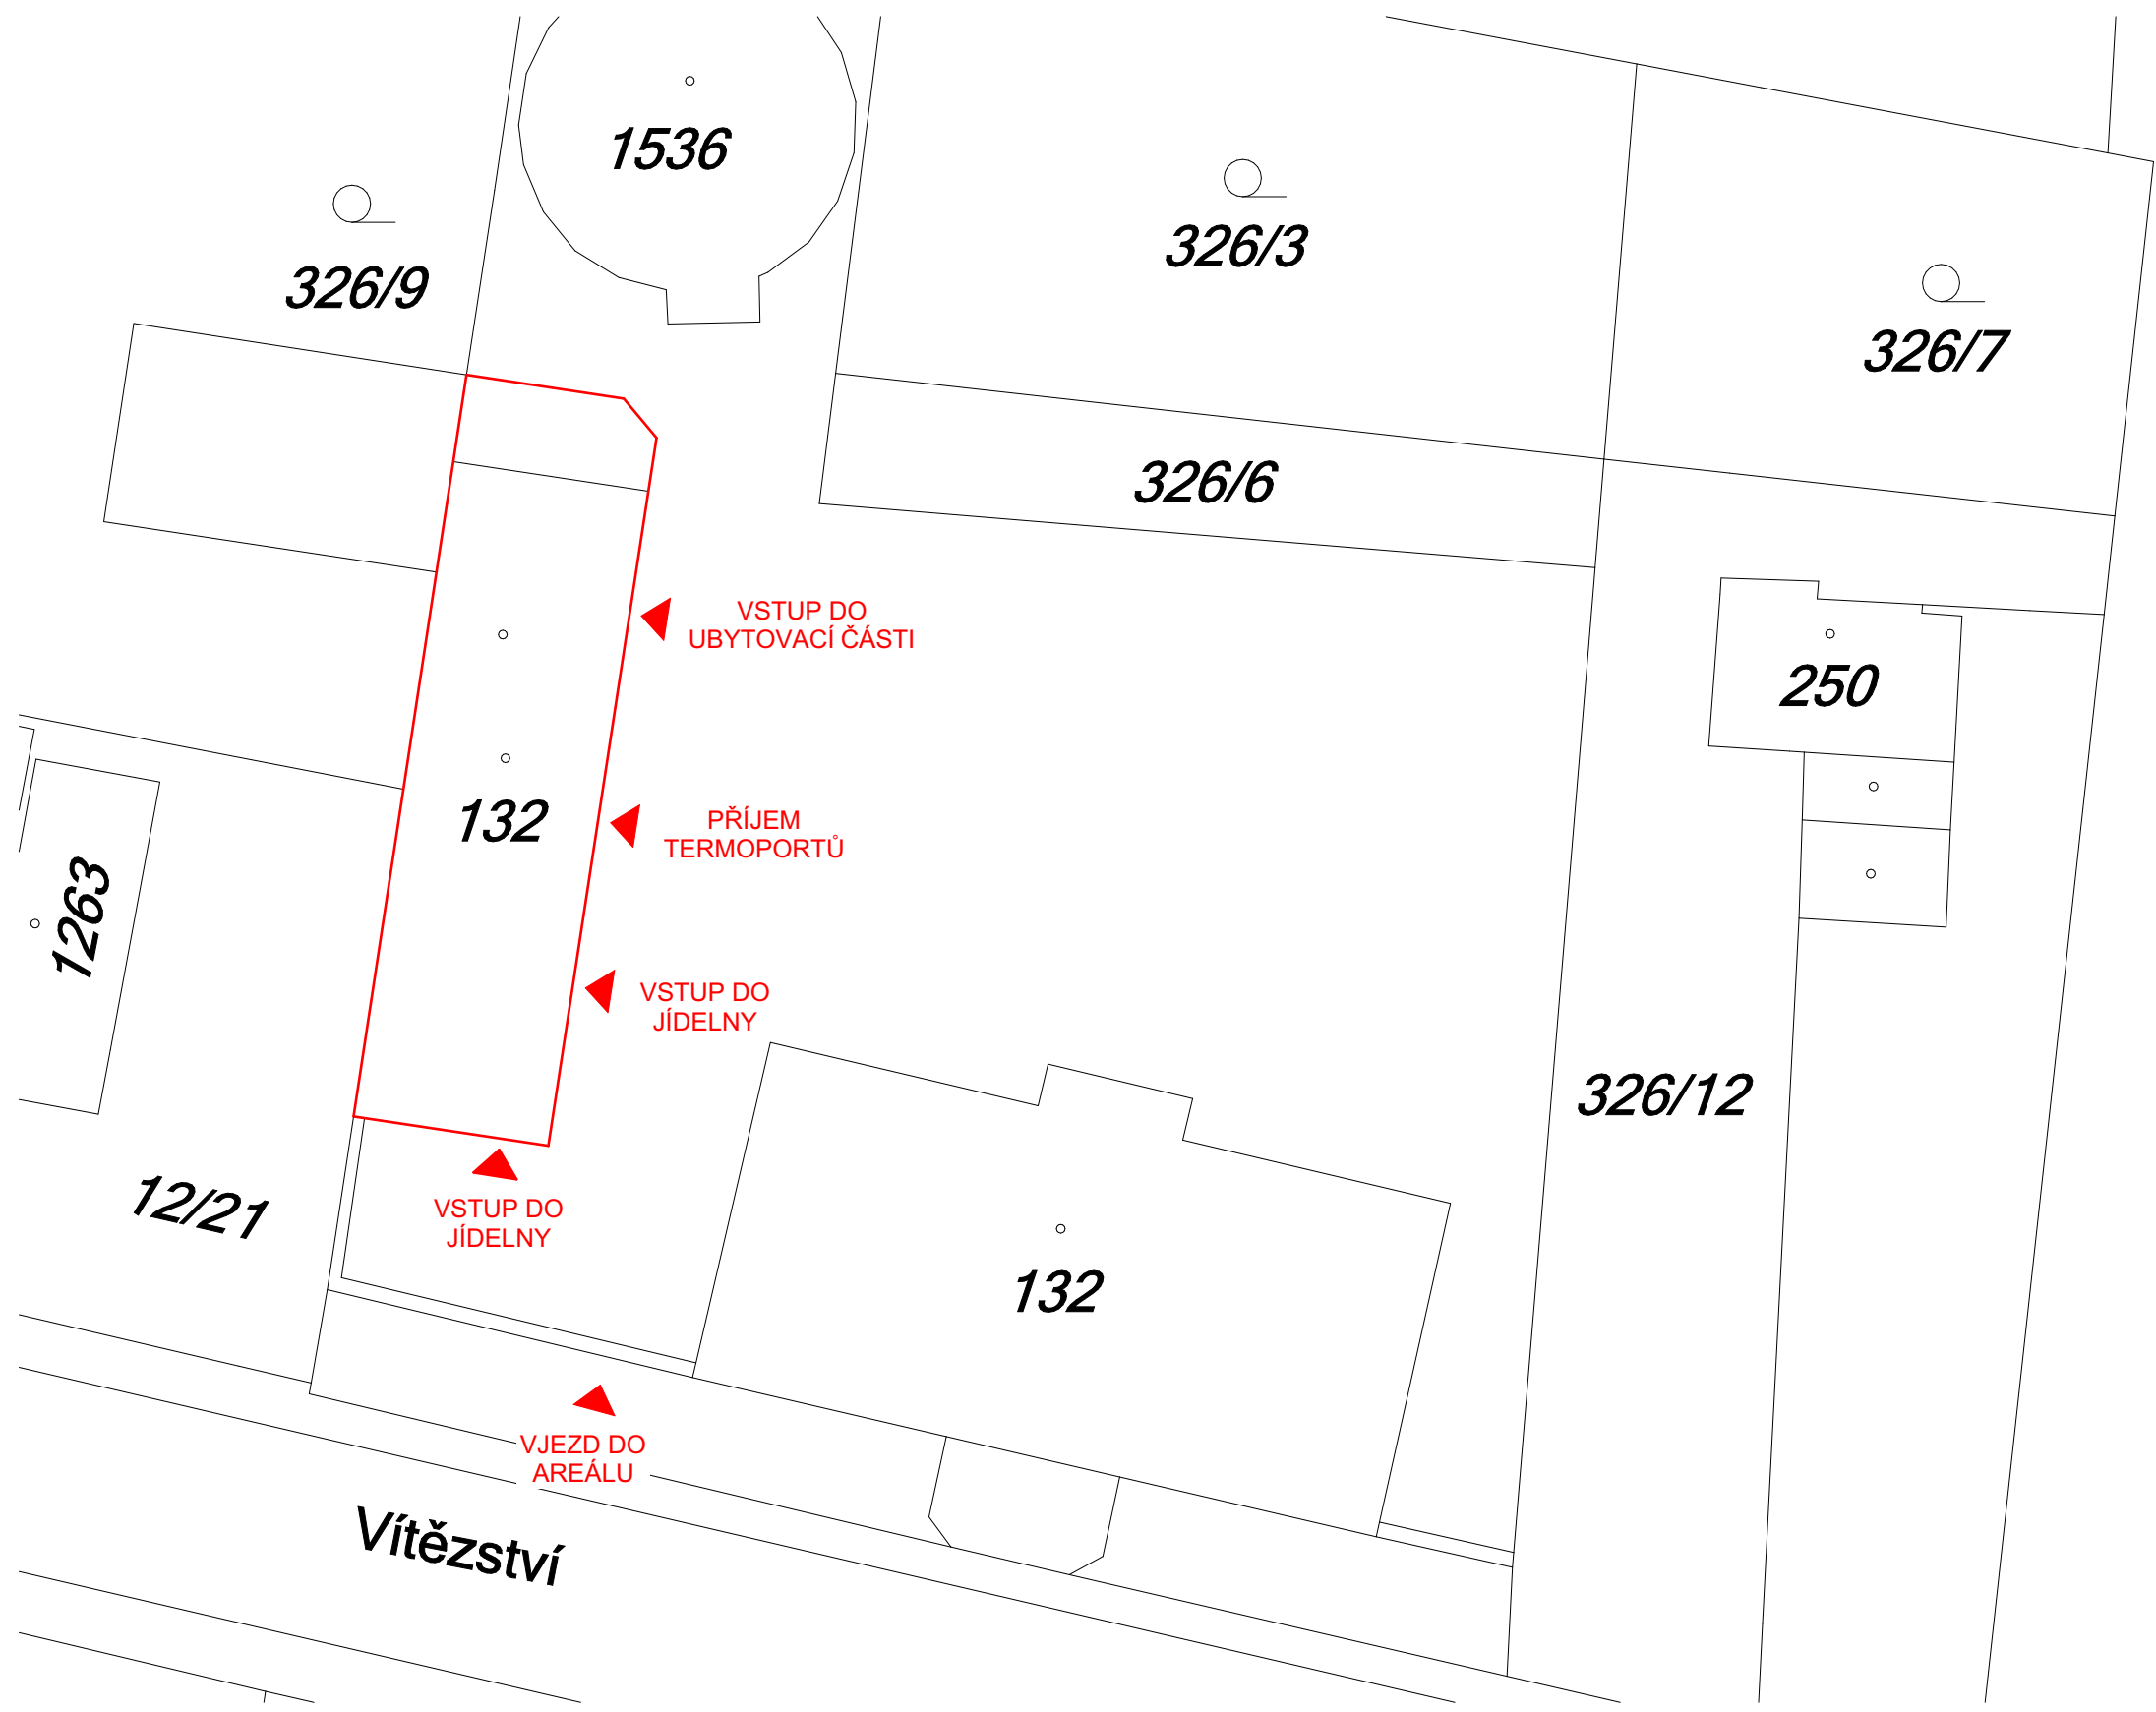 1536
326/3
326/9
326/7
326/6
VSTUP DO
UBYTOVACÍ ČÁSTI
250
132
PŘÍJEM
TERMOPORTŮ
1263
VSTUP DO
JÍDELNY
326/12
12/21
VSTUP DO
JÍDELNY
132
VJEZD DO
AREÁLU
Vítězství